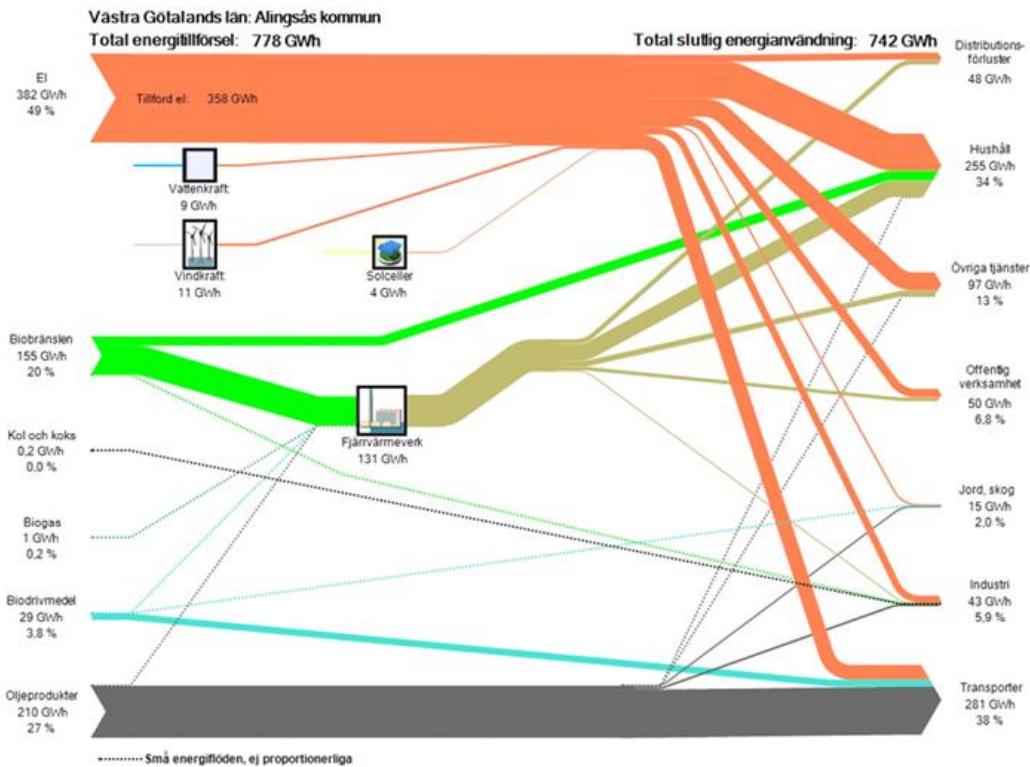 Västra Götalands län: Alingsås kommun
Total energitillförsel: 778 GWh
Total slutlig energianvändning: 742 GWh
El
382 GWh
49 %
Tillförd el: 358 GWh
Vattenkraft:
9 GWh
Vindkraft:
11 GWh
Solceller
4 GWh
Biobränslen
155 GWh
20 %
Fjärrvärmeverk
131 GWh
Kol och koks
0,2 GWh
0,0 %
Biogas
1 GWh
0,2 %
Biodrivmedel
29 GWh
3,8 %
Oljeprodukter
210 GWh
27 %
Distributions-
förluster
48 GWh
Hushåll
255 GWh
34 %
Övriga tjänster
97 GWh
13 %
Offentlig
verksamhet
50 GWh
6,8 %
Jord, skog
15 GWh
2,0 %
Industri
43 GWh
5,9 %
Transporter
281 GWh
38 %
Små energiflöden, ej proportionerliga